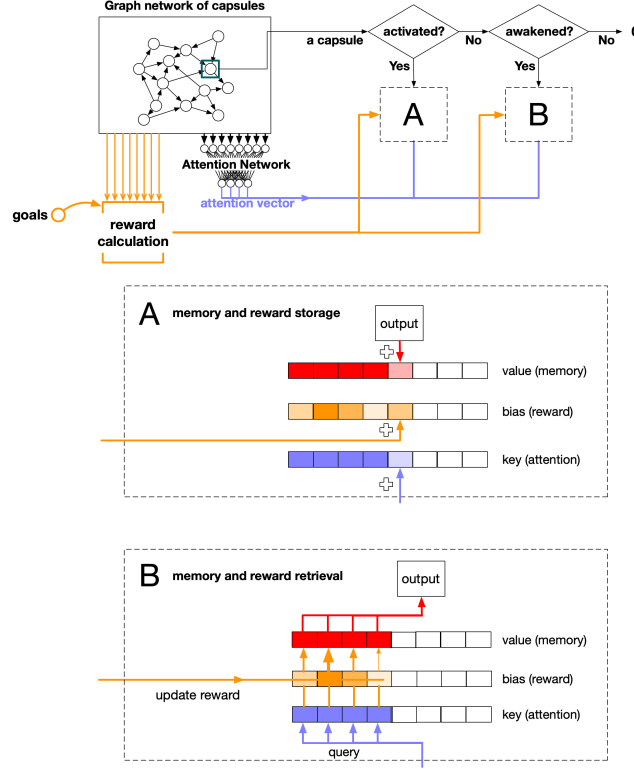 Graph network of capsules
a capsule
activated?
No
awakened?
No
Yes
Yes
A
B
Attention Network
attention vector
goals
reward
calculation
A
memory and reward storage
output
value (memory)
bias (reward)
key (attention)
B
memory and reward retrieval
output
value (memory)
bias (reward)
update reward
key (attention)
query